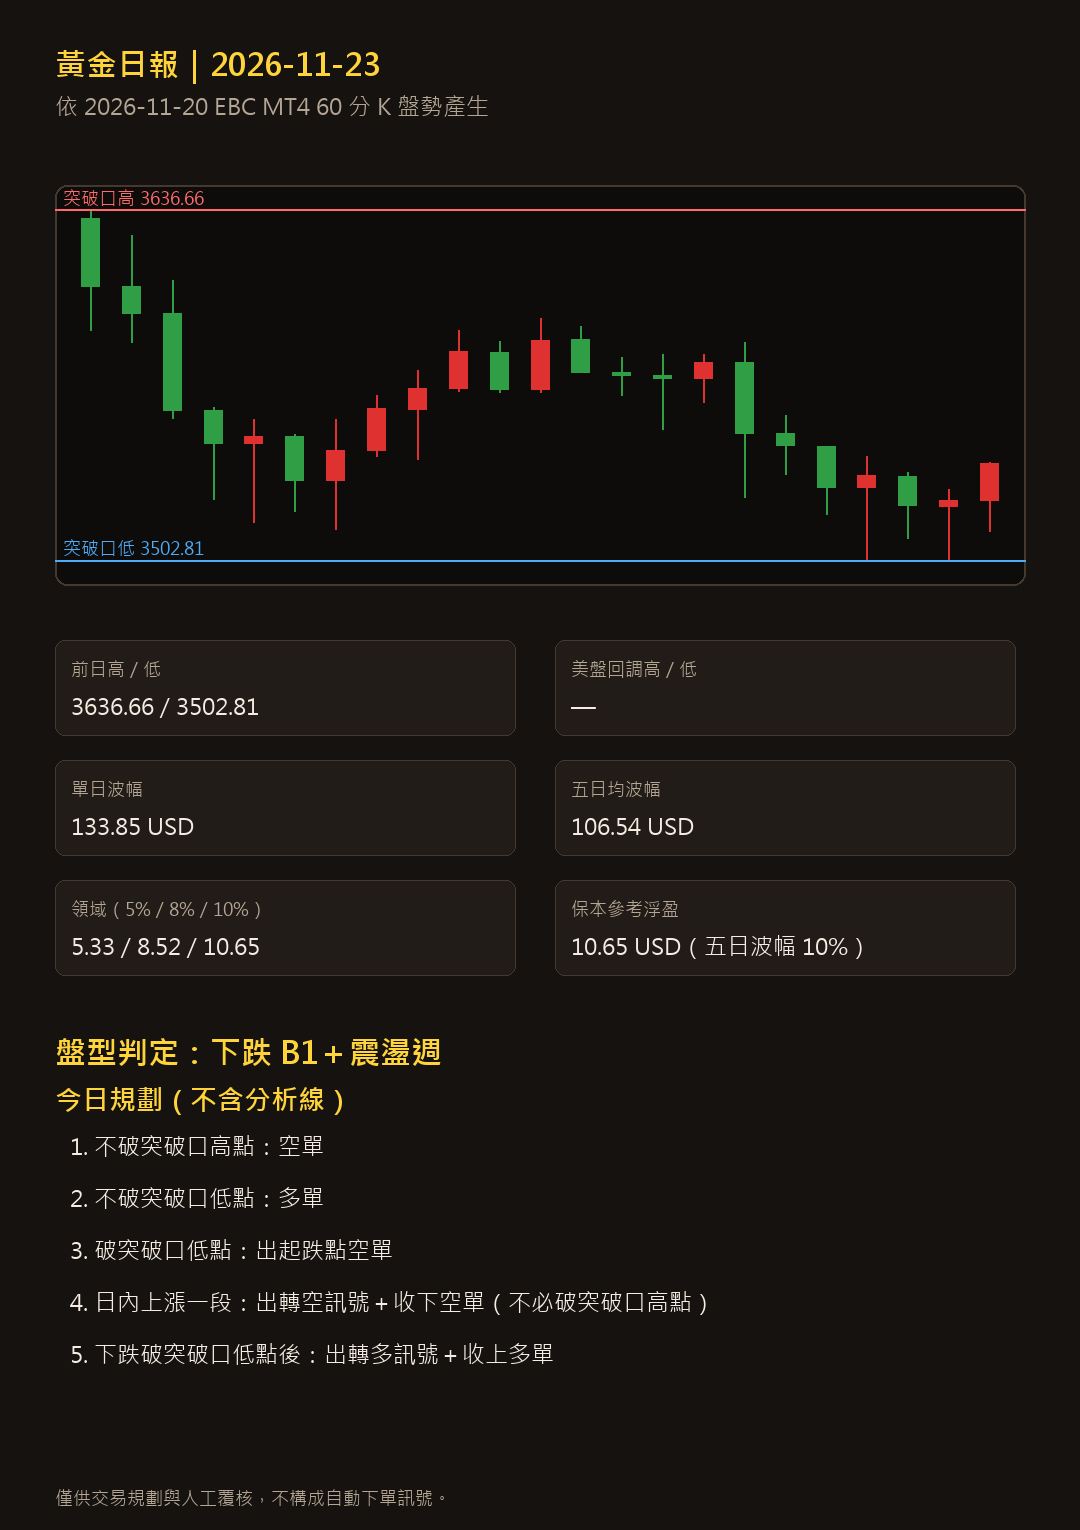 黃金日報 | 2026-11-23
依 2026-11-20 EBC MT4 60 分 K 盤勢產生
突破口高 3636.66
突破口低 3502.81
前日高 / 低
3636.66 / 3502.81
美盤回調高 / 低
—
單日波幅
133.85 USD
五日均波幅
106.54 USD
領域 ( 5% / 8% / 10% )
5.33 / 8.52 / 10.65
保本參考浮盈
10.65 USD ( 五日波幅 10% )
盤型判定：下跌 B1＋震盪週
今日規劃 ( 不含分析線 )
1. 不破突破口高點：空單
2. 不破突破口低點：多單
3. 破突破口低點：出起跌點空單
4. 日內上漲一段：出轉空訊號＋收下空單 ( 不必破突破口高點 )
5. 下跌破突破口低點後：出轉多訊號＋收上多單
僅供交易規劃與人工覆核，不構成自動下單訊號。